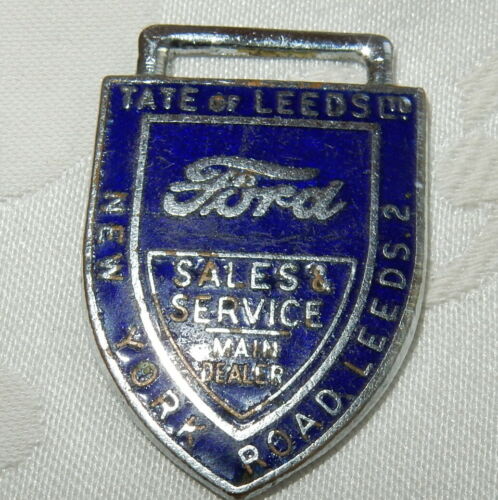 TATE OF LEEDS LTD
Ford
SALES &
SERVICE
MAIN
DEALER
NEW YORK ROAD. LEEDS. 2.